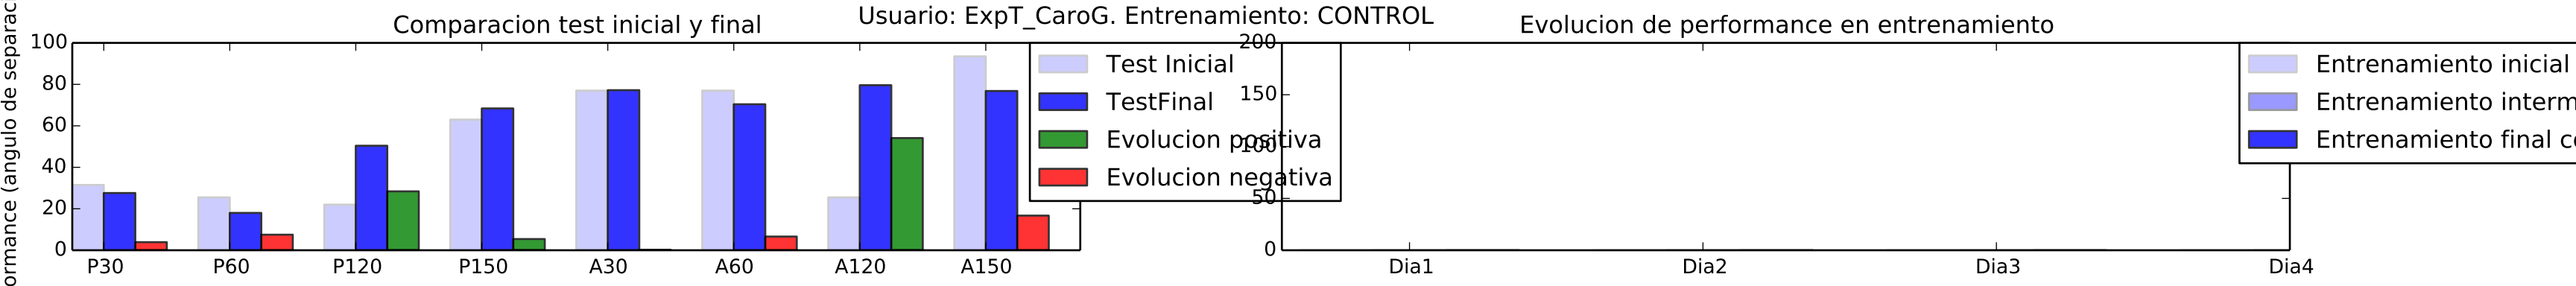 Usuario: ExpT_CaroG. Entrenamiento: CONTROL
Comparacion test inicial y final
ormance (angulo de separac
100
80
60
40
20
0
P30 P60 P120 P150 A30 A60 A120 A150
Test Inicial
TestFinal
Evolucion positiva
Evolucion negativa
Evolucion de performance en entrenamiento
200
150
100
50
0
Dia1 Dia2 Dia3 Dia4
Entrenamiento inicial
Entrenamiento interm
Entrenamiento final c